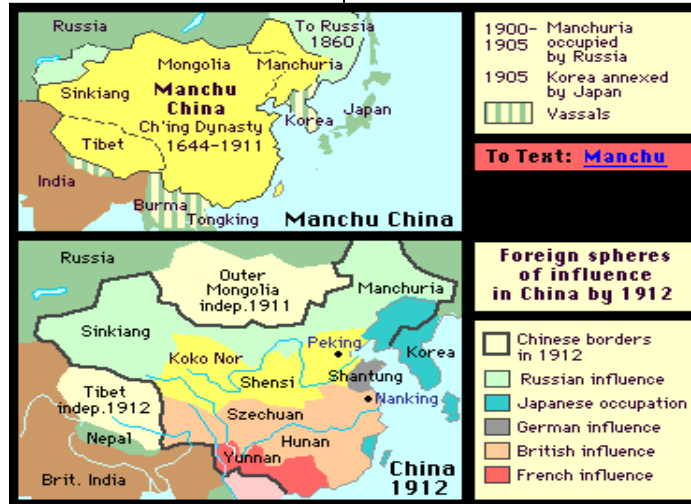 Russia
To Russia
1860
Mongolia
Manchuria
Sinkiang
Manchu
China
Ch'ing Dynasty
1644-1911
Korea
Japan
Tibet
India
Burma
Tongking
Manchu China
1900- Manchuria
1905 occupied
by Russia
1905 Korea annexed
by Japan
Vassals
To Text: Manchu
Russia
Outer
Mongolia
indep.1911
Manchuria
Sinkiang
Peking
Koko Nor
Korea
Shensi
Shantung
Tibet
indep.1912
Nanking
Szechuan
Nepal
Hunan
Yunnan
Brit. India
China
1912
Foreign spheres
of influence
in China by 1912
Chinese borders
in 1912
Russian influence
Japanese occupation
German influence
British influence
French influence